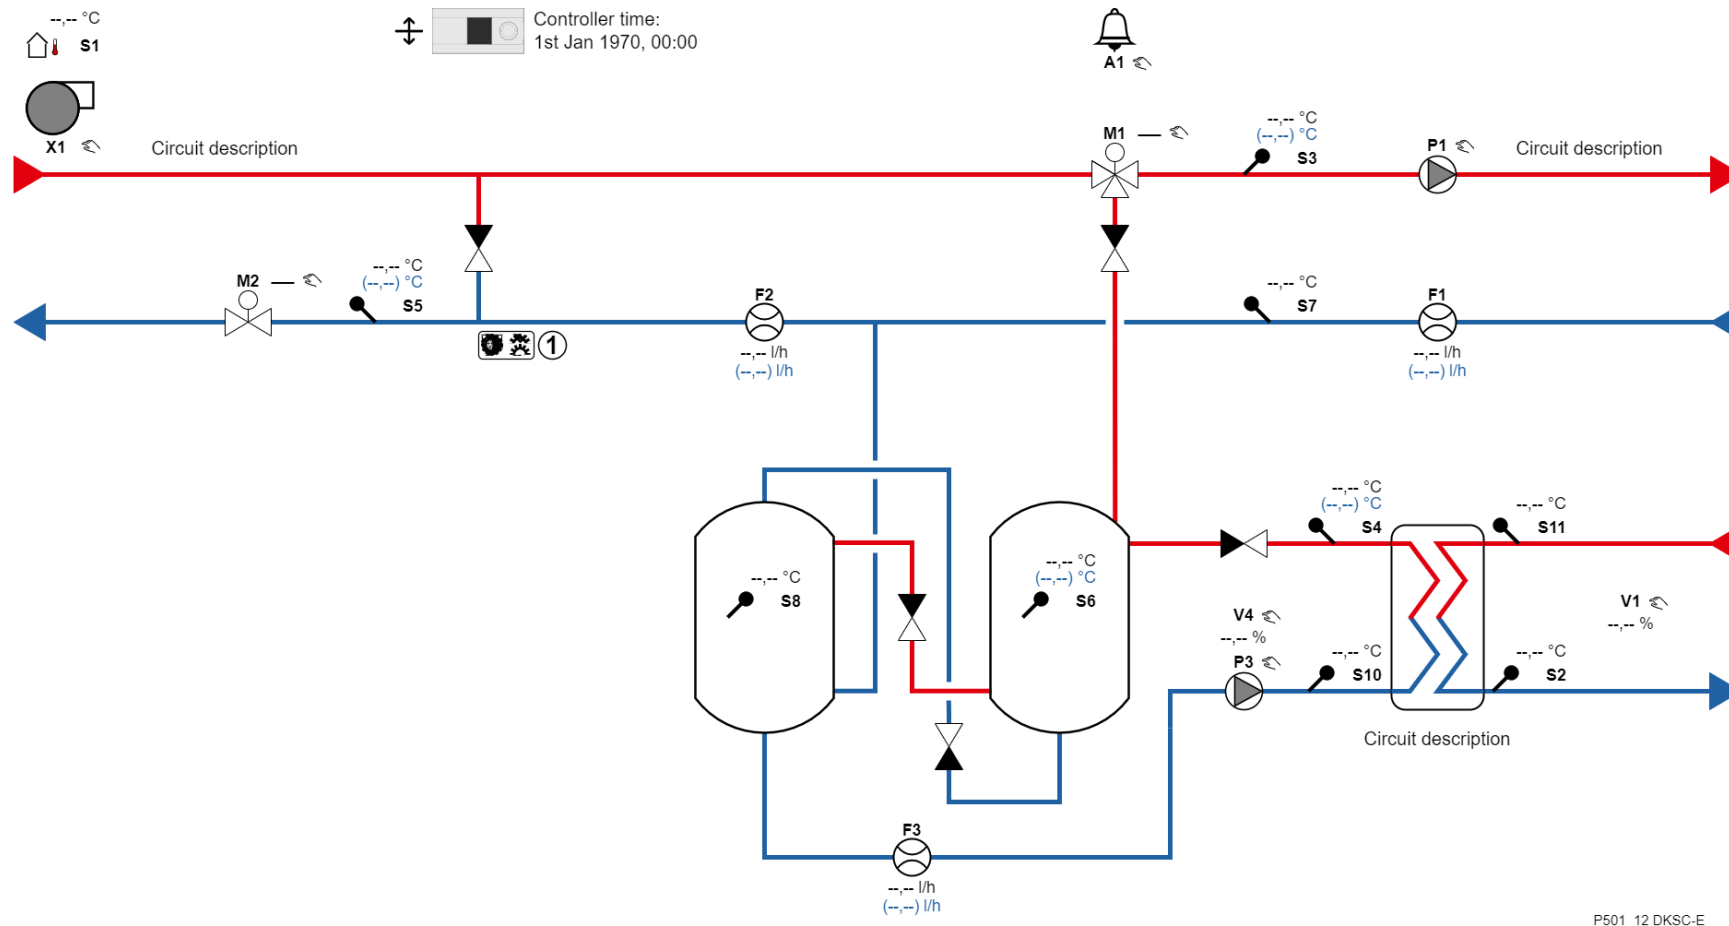 --,-- °C
S1
Controller time:
1st Jan 1970, 00:00
A1
X1
Circuit description
M1
--,-- °C
(--,--) °C
S3
P1
Circuit description
M2
--,-- °C
(--,--) °C
S5
1
F2
--,-- l/h
(--,--) l/h
--,-- °C
S7
F1
--,-- l/h
(--,--) l/h
--,-- °C
S8
--,-- °C
(--,--) °C
S6
--,-- °C
(--,--) °C
S4
--,-- °C
S11
V4
--,-- %
P3
--,-- °C
S10
--,-- °C
S2
V1
--,-- %
Circuit description
F3
--,-- l/h
(--,--) l/h
P501 12 DKSC-E